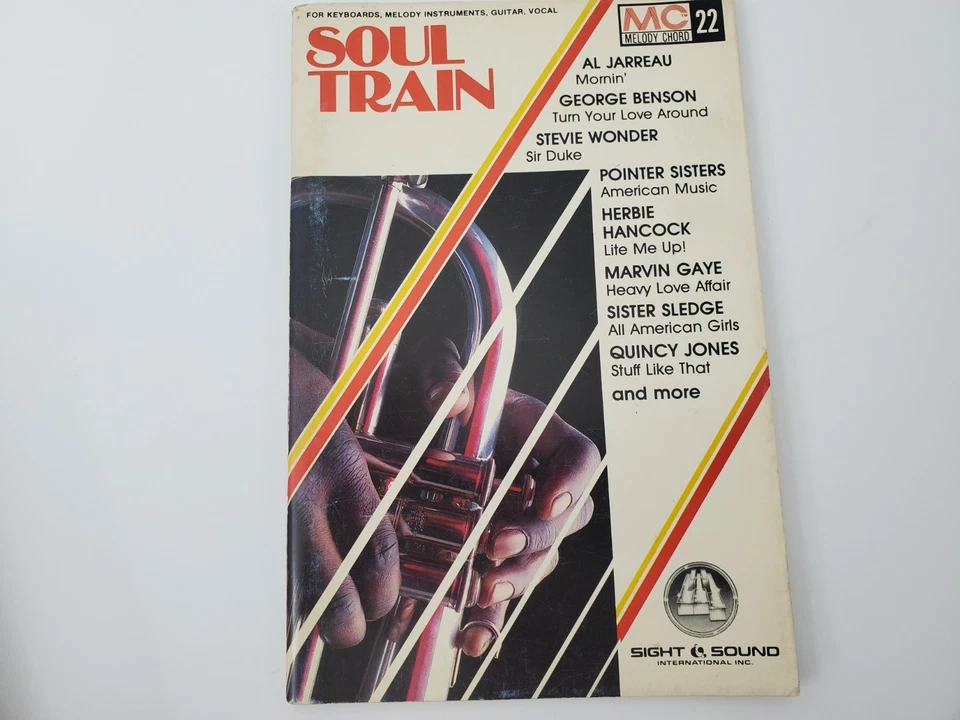 FOR KEYBOARDS, MELODY INSTRUMENTS, GUITAR, VOCAL
SOUL
TRAIN
MC™
MELODY CHORD
22
AL JARREAU
Mornin'
GEORGE BENSON
Turn Your Love Around
STEVIE WONDER
Sir Duke
POINTER SISTERS
American Music
HERBIE
HANCOCK
Lite Me Up!
MARVIN GAYE
Heavy Love Affair
SISTER SLEDGE
All American Girls
QUINCY JONES
Stuff Like That
and more
SIGHT & SOUND
INTERNATIONAL INC.